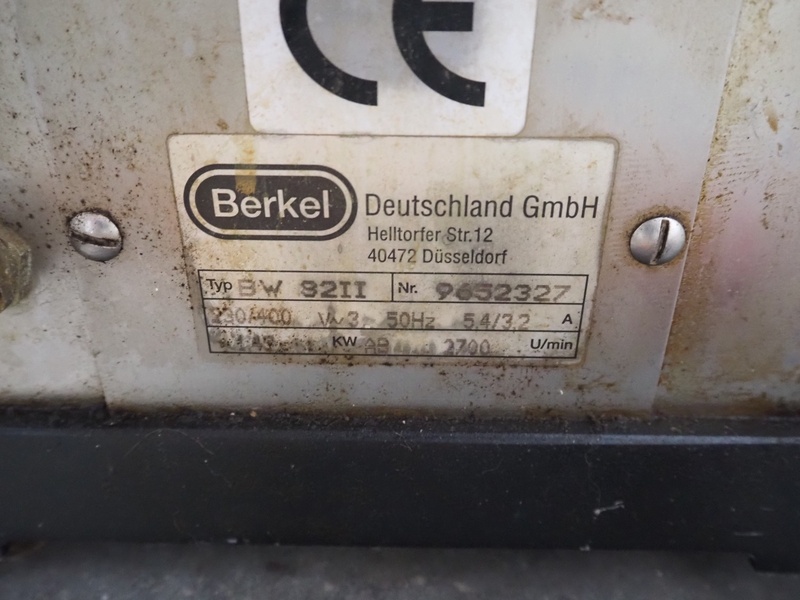 CE
Berkel Deutschland GmbH
Helltorfer Str.12
40472 Düsseldorf
Typ BW 82II Nr. 9652327
230/400 V~3 50Hz 5,4/3,2 A
KW AB 2700 U/min